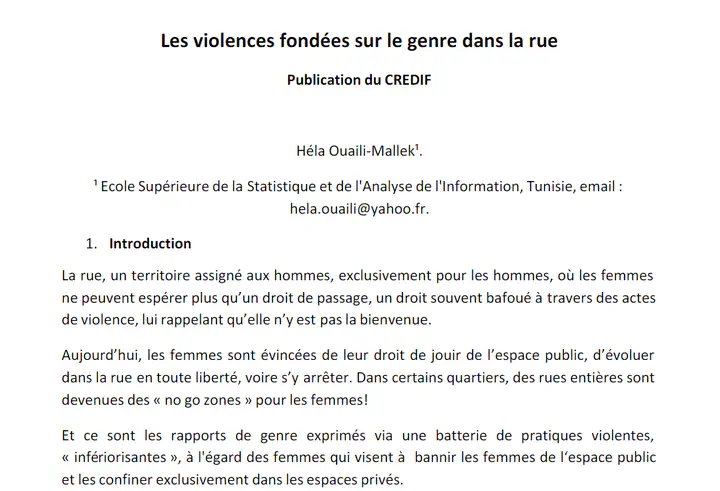 Les violences fondées sur le genre dans la rue
Publication du CREDIF
Héla Ouaili-Mallek¹.
¹ Ecole Supérieure de la Statistique et de l'Analyse de l'Information, Tunisie, email :
hela.ouaili@yahoo.fr.
1. Introduction
La rue, un territoire assigné aux hommes, exclusivement pour les hommes, où les femmes
ne peuvent espérer plus qu’un droit de passage, un droit souvent bafoué à travers des actes
de violence, lui rappelant qu’elle n’y est pas la bienvenue.
Aujourd’hui, les femmes sont évincées de leur droit de jouir de l’espace public, d’évoluer
dans la rue en toute liberté, voire s’y arrêter. Dans certains quartiers, des rues entières sont
devenues des « no go zones » pour les femmes!
Et ce sont les rapports de genre exprimés via une batterie de pratiques violentes,
« infériorisantes », à l'égard des femmes qui visent à bannir les femmes de l‘espace public
et les confiner exclusivement dans les espaces privés.